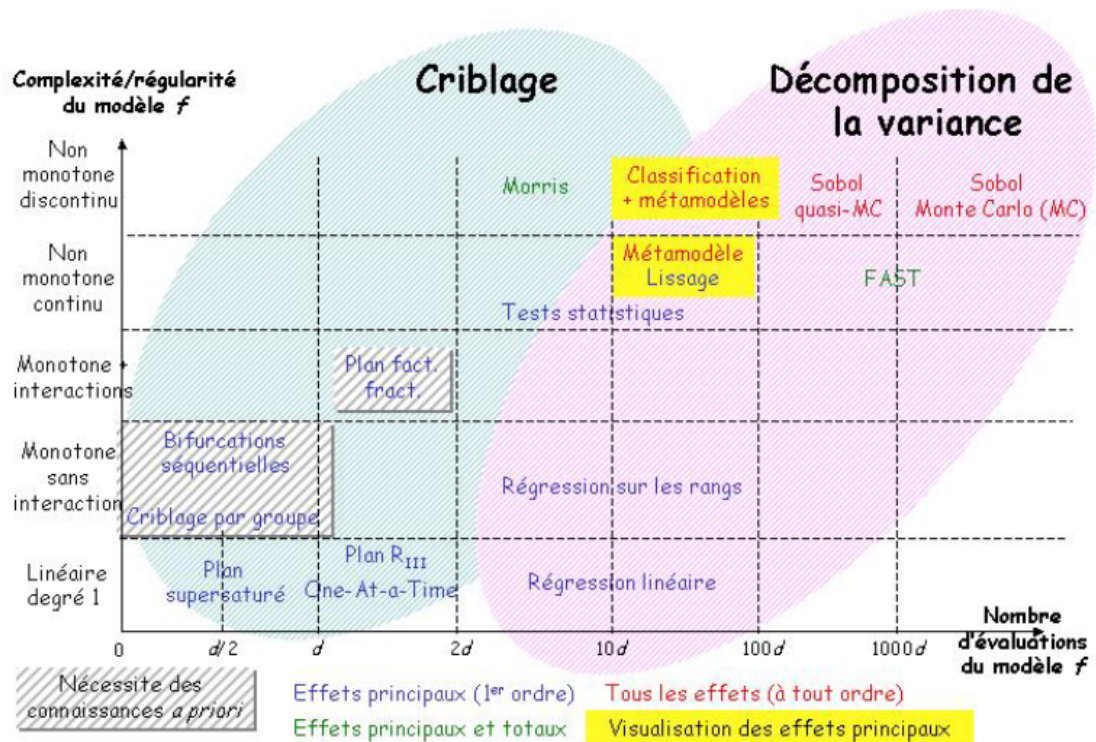 Criblage
Décomposition de
la variance
Complexité/régularité
du modèle f
Non
monotone
discontinu
Morris
Classification
+ métamodèles
Sobol
quasi-MC
Sobol
Monte Carlo (MC)
Non
monotone
continu
Métamodèle
Lissage
FAST
Tests statistiques
Monotone +
interactions
Plan fact.
fract.
Monotone
sans
interaction
Bifurcations
séquentielles
Criblage par groupe
Régression sur les rangs
Linéaire
degré 1
Plan
supersaturé
Plan RIII
One-At-a-Time
Régression linéaire
0
d/2
d
2d
10d
100d
1000d
Nombre
d'évaluations
du modèle f
Nécessite des
connaissances a priori
Effets principaux (1er ordre)
Tous les effets (à tout ordre)
Effets principaux et totaux
Visualisation des effets principaux